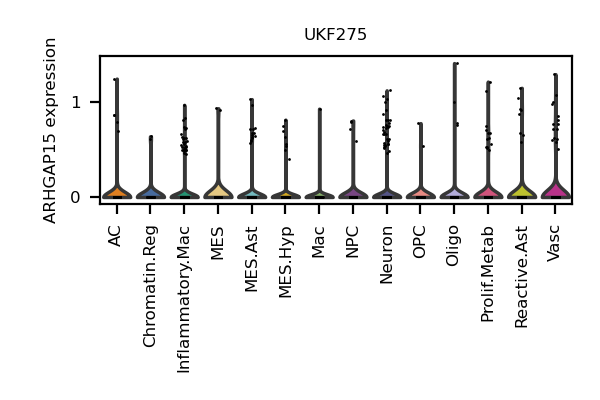 UKF275
ARHGAP15 expression
1
0
AC
Chromatin.Reg
Inflammatory.Mac
MES
MES.Ast
MES.Hyp
Mac
NPC
Neuron
OPC
Oligo
Prolif.Metab
Reactive.Ast
Vasc